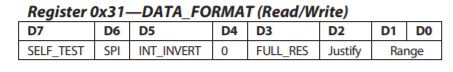 Register 0x31—DATA_FORMAT (Read/Write)
D7 D6 D5 D4 D3 D2 D1 D0
SELF_TEST SPI INT_INVERT 0 FULL_RES Justify Range